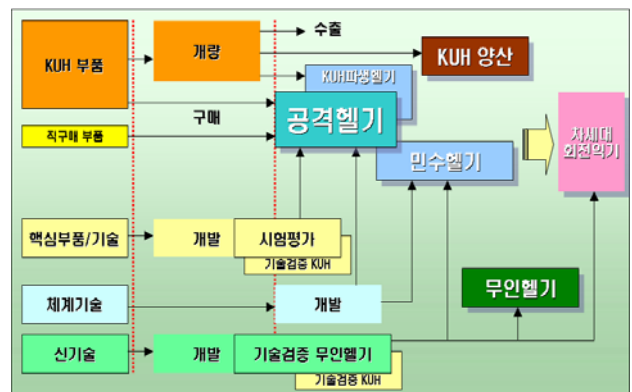 수출
KUH 부품
개량
KUH 양산
KUH파생헬기
구매
공격헬기
직구매 부품
민수헬기
차세대
회전익기
핵심부품/기술
개발
시험평가
기술검증 KUH
무인헬기
체계기술
개발
신기술
개발
기술검증 무인헬기
기술검증 KUH